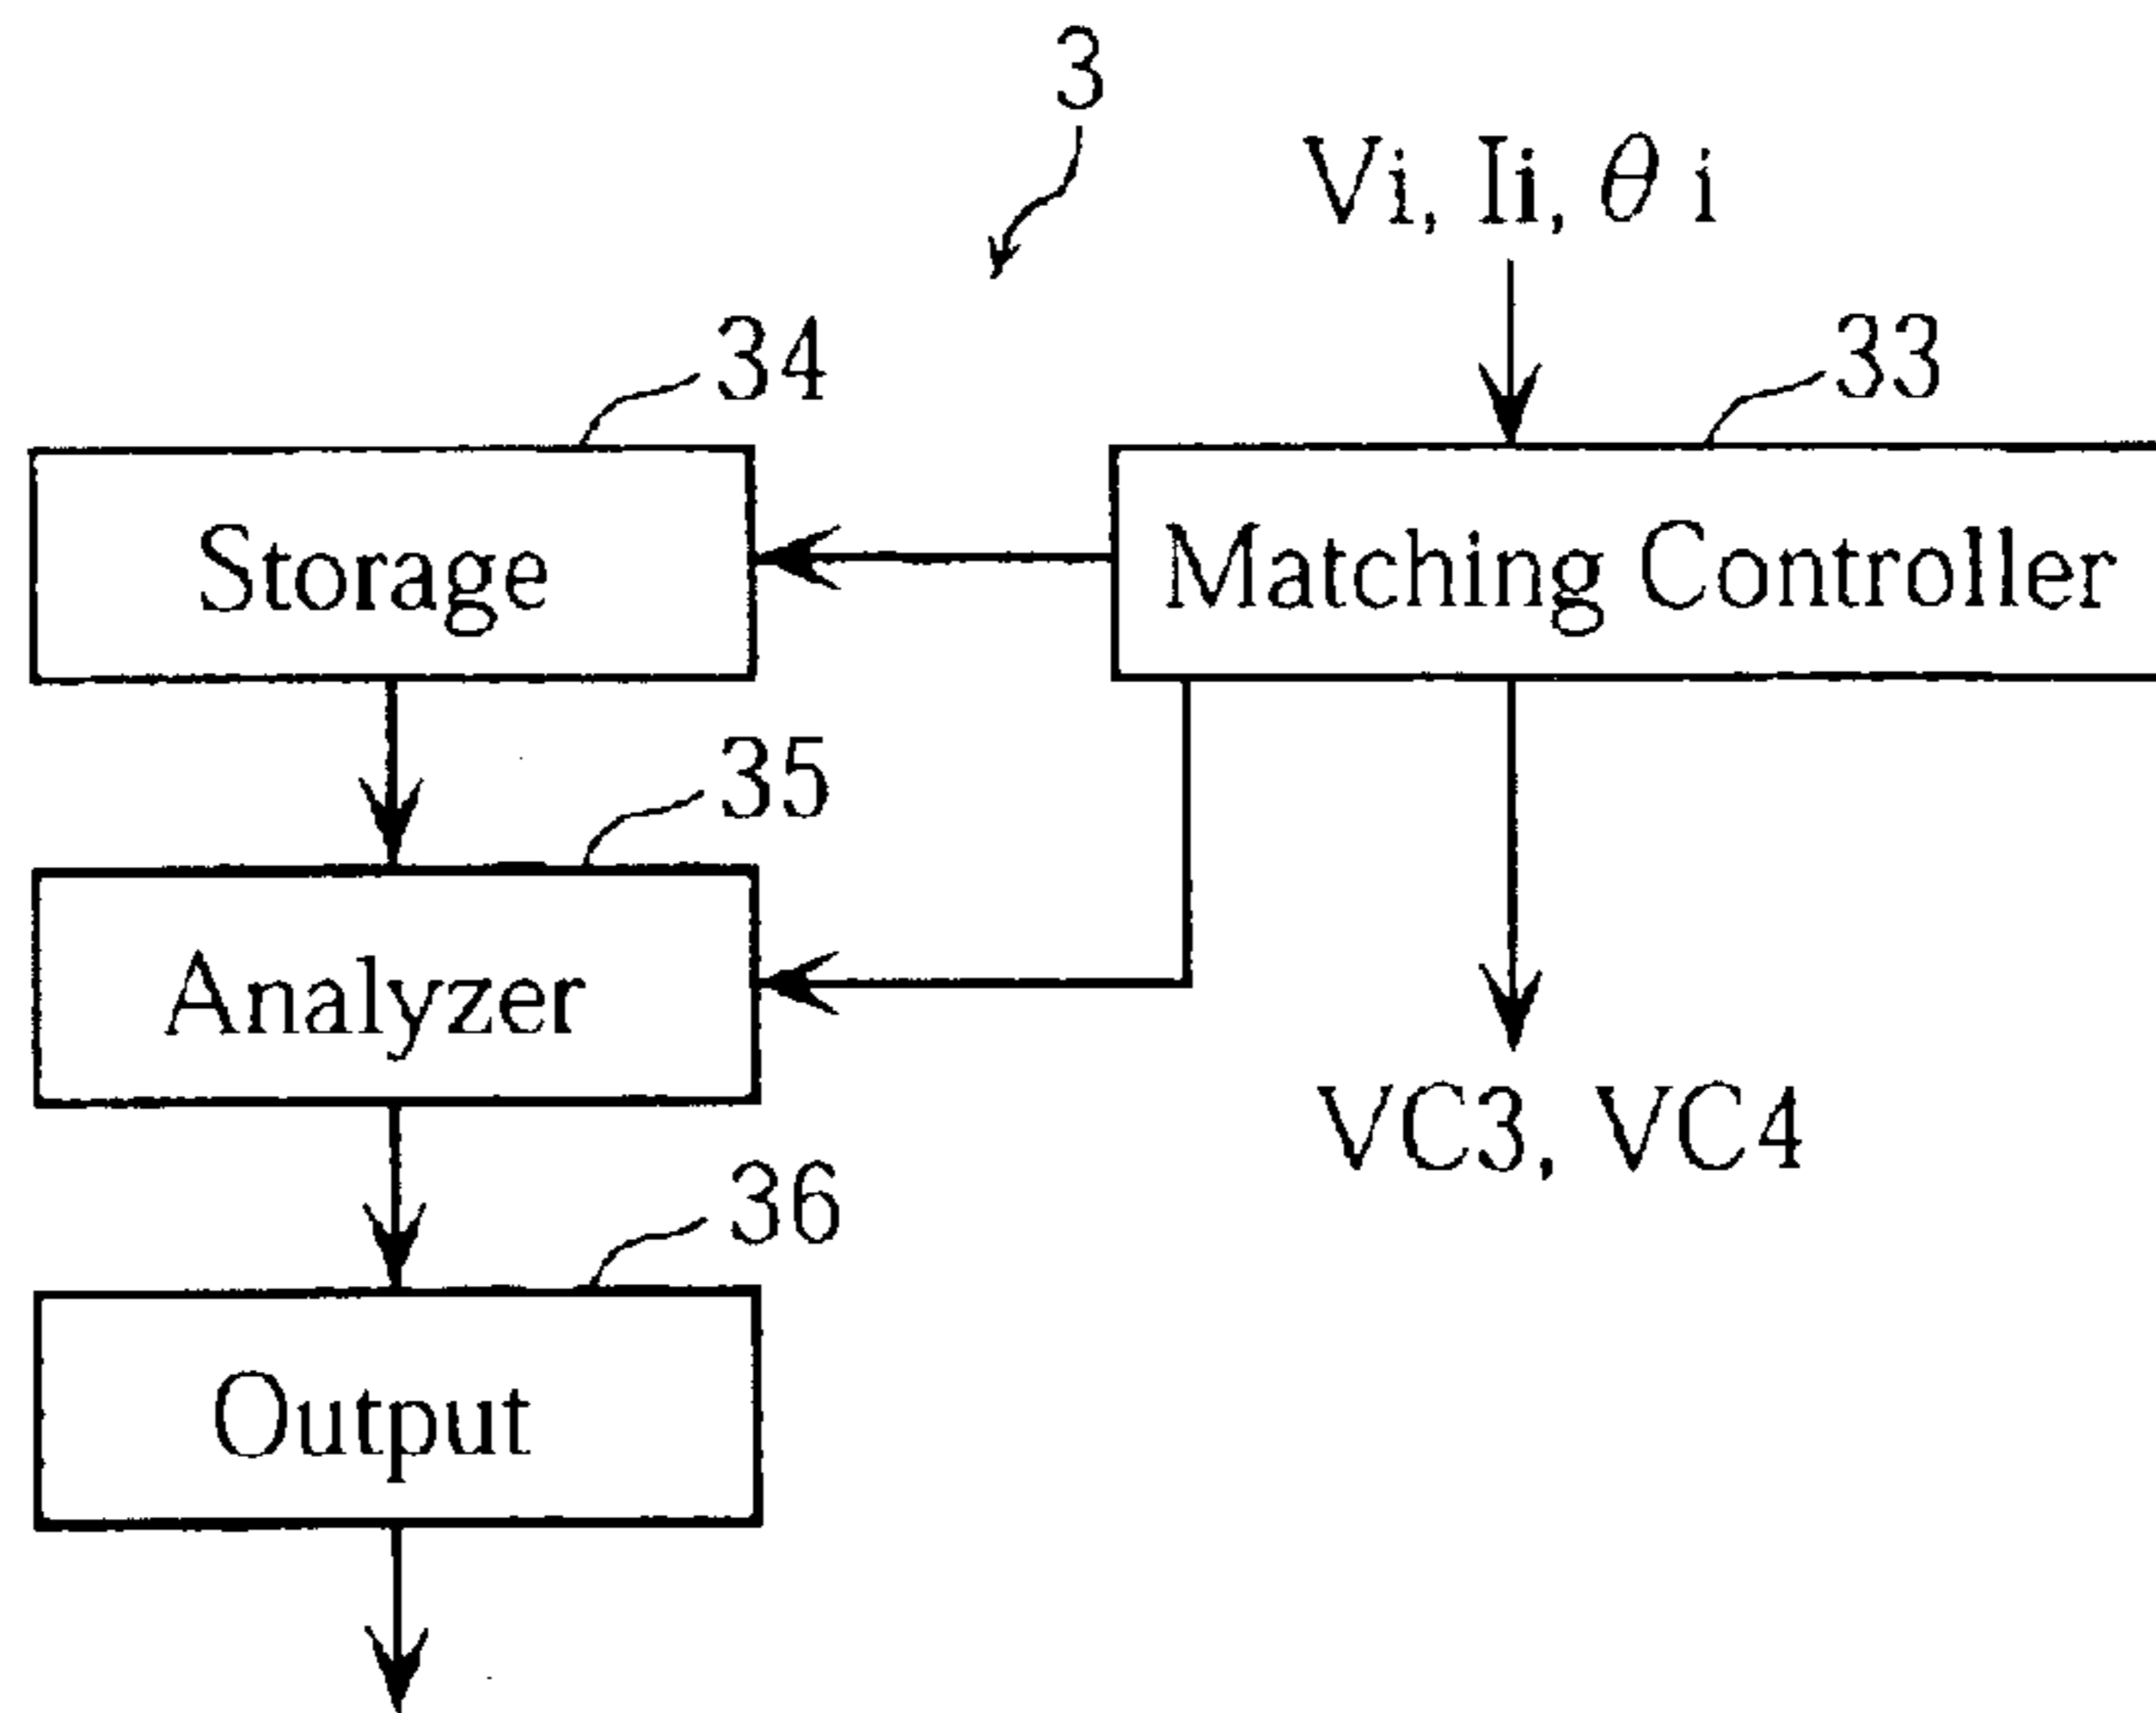 3
Vi, Ii, θ i
34
33
Storage
Matching Controller
35
Analyzer
VC3, VC4
36
Output